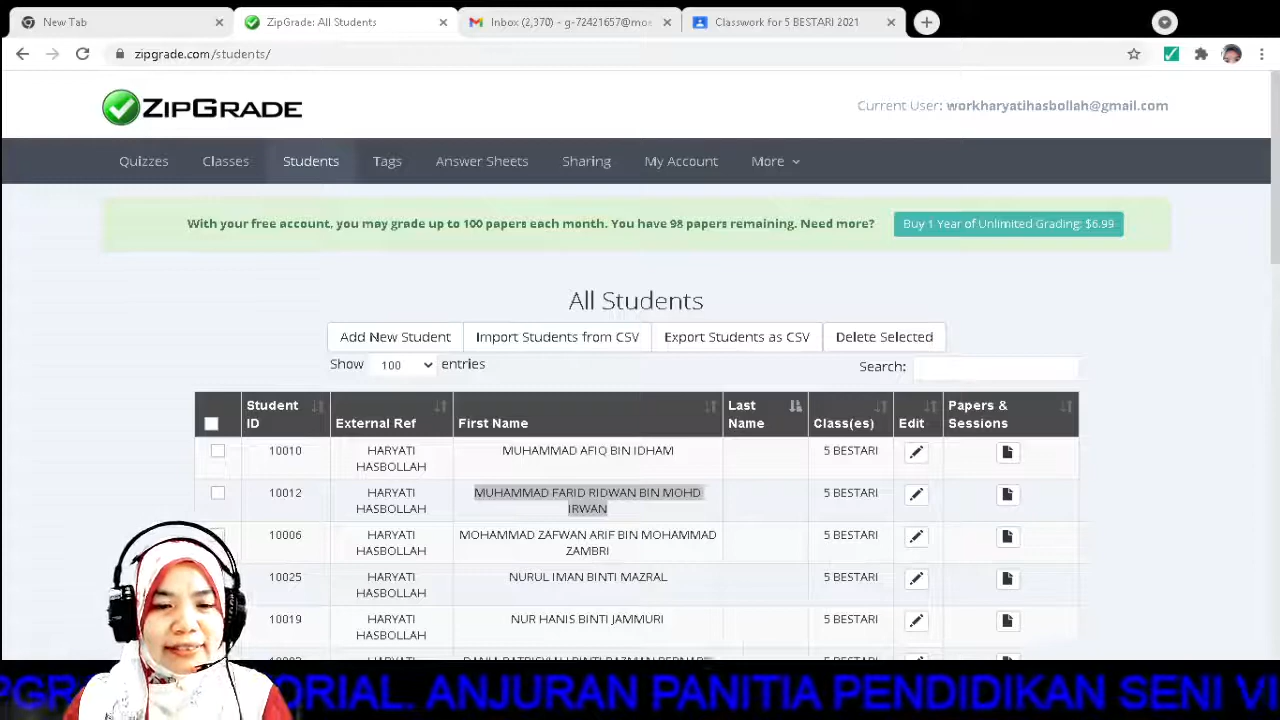 New Tab
ZipGrade: All Students
Inbox (2,370) - g-72421657@moe
Classwork for 5 BESTARI 2021
zipgrade.com/students/
ZIPGRADE
Current User: workharyatihasbollah@gmail.com
Quizzes Classes Students Tags Answer Sheets Sharing My Account More
With your free account, you may grade up to 100 papers each month. You have 98 papers remaining. Need more? Buy 1 Year of Unlimited Grading: $6.99
All Students
Add New Student Import Students from CSV Export Students as CSV Delete Selected
Show 100 entries Search:
Student ID External Ref First Name Last Name Class(es) Edit Papers & Sessions
10010 HARYATI HASBOLLAH MUHAMMAD AFIQ BIN IDHAM 5 BESTARI
HARYATI HASBOLLAH MUHAMMAD FARID RIDWAN BIN MOHD IRWAN 5 BESTARI
HARYATI HASBOLLAH MOHAMMAD ZAFWAN ARIF BIN MOHAMMAD ZAMBRI 5 BESTARI
10025 HARYATI HASBOLLAH NURUL IMAN BINTI MAZRAL 5 BESTARI
10019 HARYATI HASBOLLAH NUR HANIS BINTI JAMMURI 5 BESTARI
ANJURAN PANITIA PENDIDIKAN SENI VI